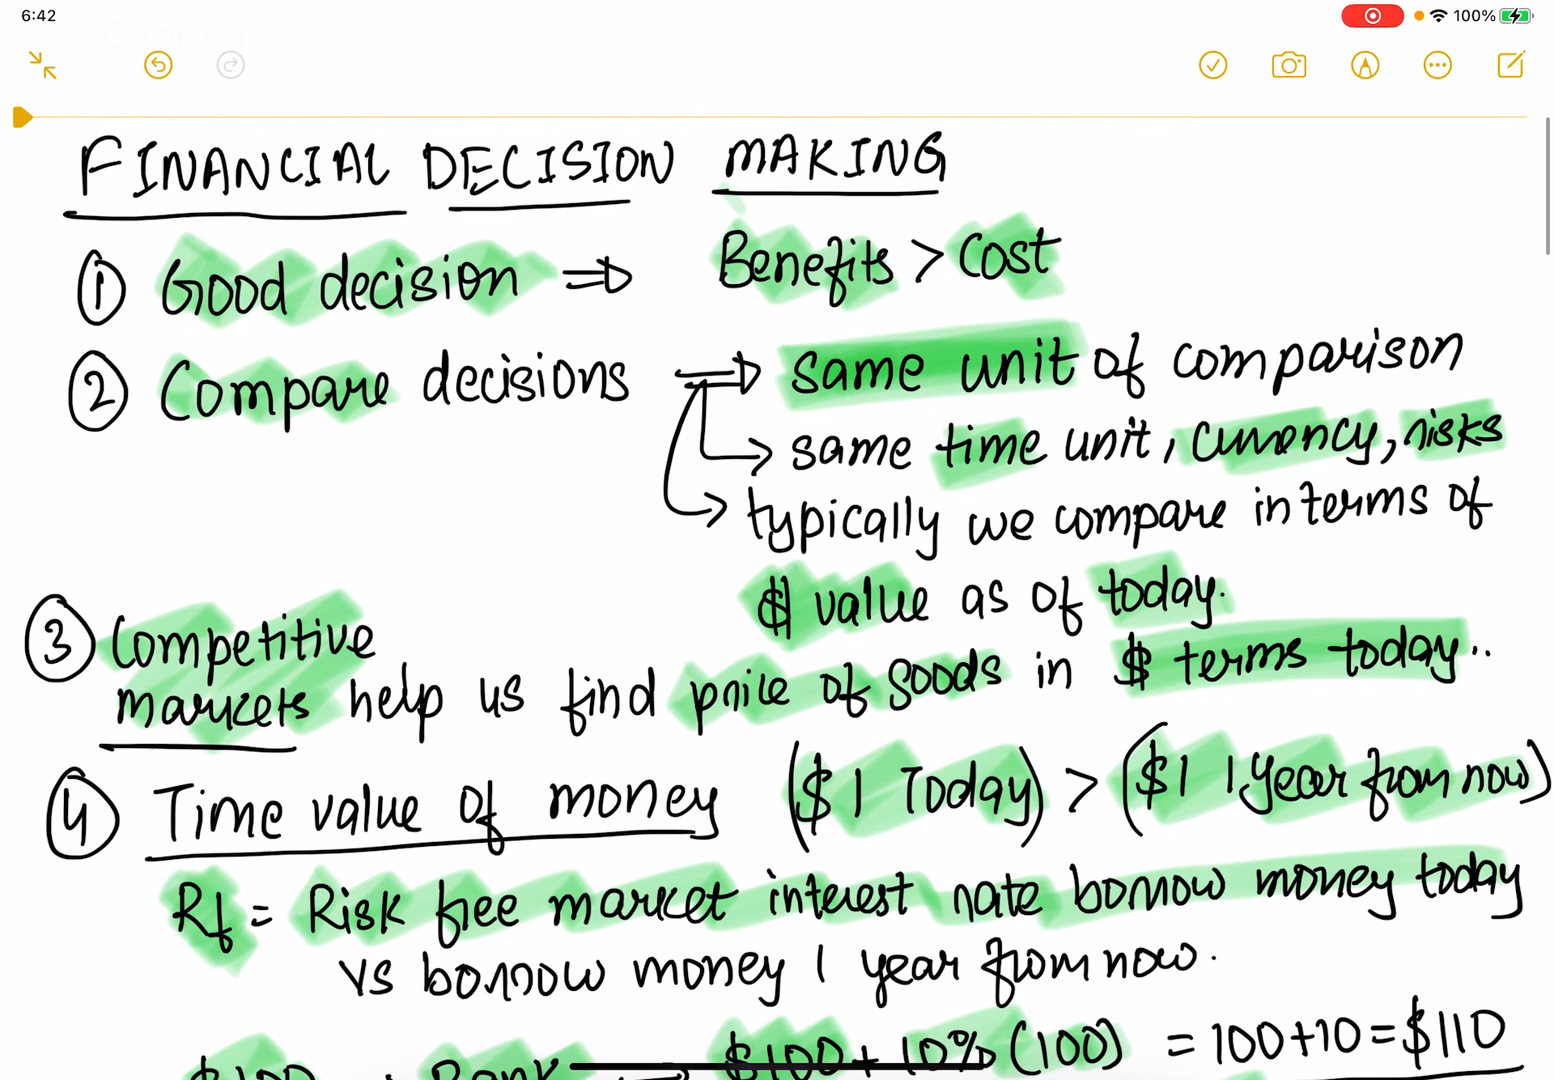 6:42
100%
Chapter 3
FINANCIAL DECISION MAKING
① Good decision ⇒ Benefits > Cost
② Compare decisions ⇒ same unit of comparison
→ same time unit, currency, risks
→ typically we compare in terms of
$ value as of today.
③ Competitive
markets help us find price of goods in $ terms today..
④ Time value of money ($1 Today) > ($1 1 year from now)
Rf = Risk free market interest rate borrow money today
vs borrow money 1 year from now.
$100 Bank → $100 + 10% (100) = 100+10 = $110